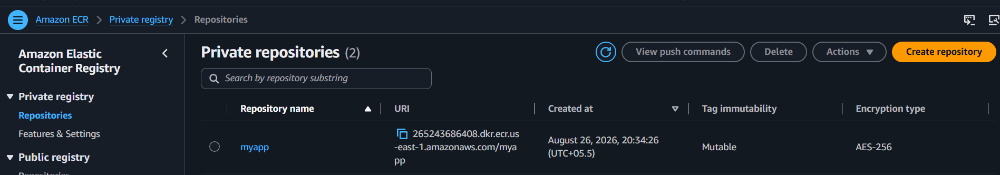 Amazon ECR > Private registry > Repositories
Amazon Elastic
Container Registry
Private registry
Repositories
Features & Settings
Public registry
Repositories
Private repositories (2)
View push commands
Delete
Actions
Create repository
Search by repository substring
Repository name
URI
Created at
Tag immutability
Encryption type
myapp
265243686408.dkr.ecr.us
-east-1.amazonaws.com/mya
pp
August 26, 2026, 20:34:26
(UTC+05.5)
Mutable
AES-256